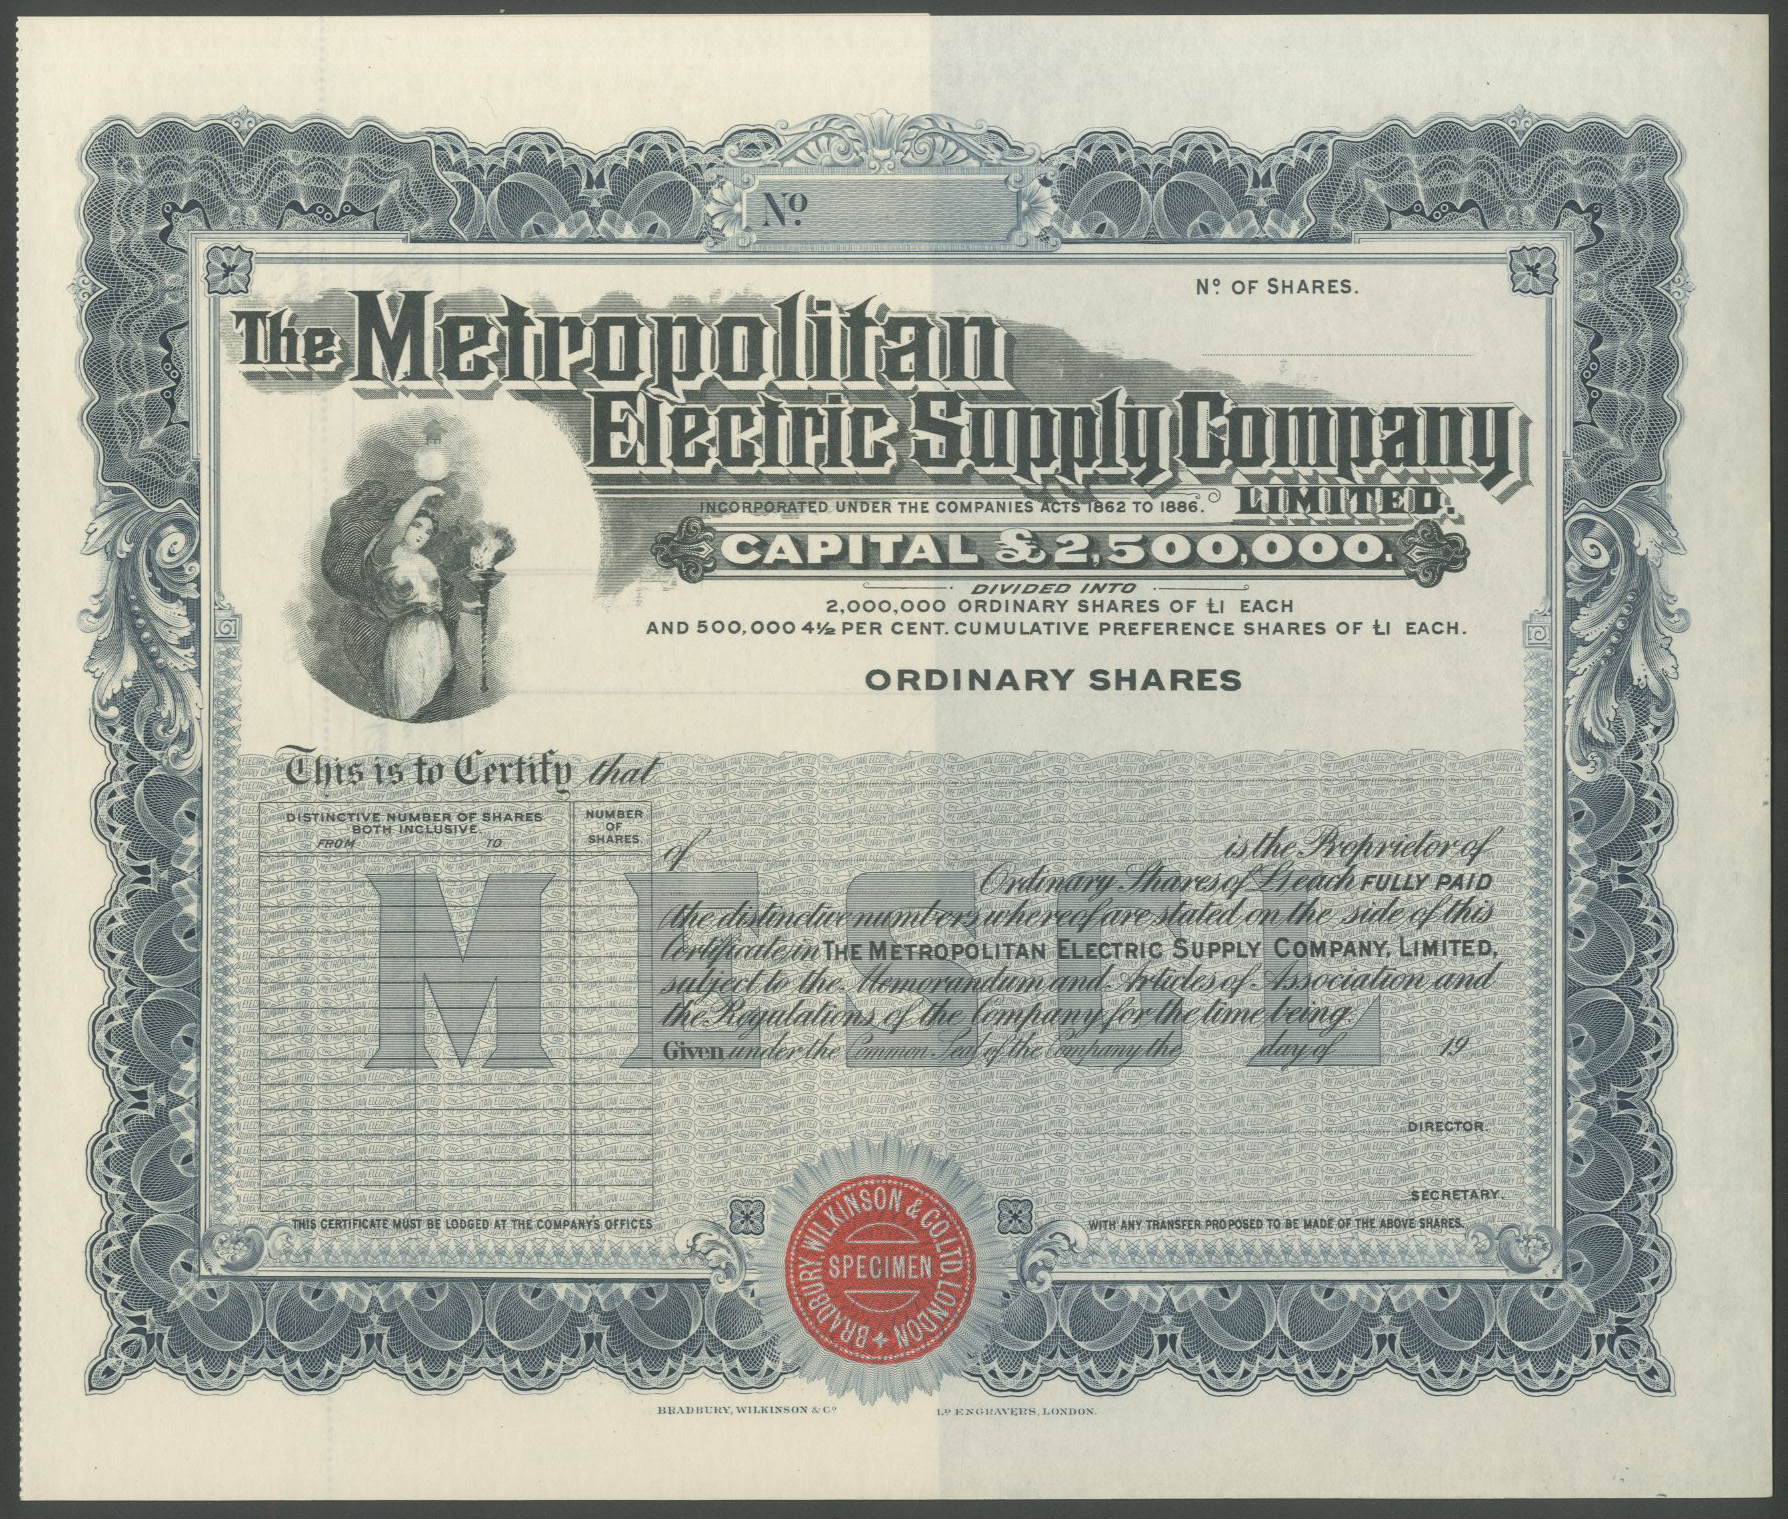 Nº
Nº OF SHARES.
The Metropolitan
Electric Supply Company
LIMITED.
INCORPORATED UNDER THE COMPANIES ACTS 1862 TO 1886.
CAPITAL £2,500,000.
DIVIDED INTO
2,000,000 ORDINARY SHARES OF £1 EACH
AND 500,000 4½ PER CENT. CUMULATIVE PREFERENCE SHARES OF £1 EACH.
ORDINARY SHARES
This is to Certify that
DISTINCTIVE NUMBER OF SHARES
BOTH INCLUSIVE.
FROM TO
NUMBER
OF
SHARES.
of is the Proprietor of
Ordinary Shares of £1 each FULLY PAID
the distinctive numbers whereof are stated on the side of this
Certificate in THE METROPOLITAN ELECTRIC SUPPLY COMPANY, LIMITED,
subject to the Memorandum and Articles of Association and
the Regulations of the Company for the time being.
Given under the Common Seal of the Company the day of 19
MESCL
DIRECTOR.
SECRETARY.
THIS CERTIFICATE MUST BE LODGED AT THE COMPANY'S OFFICES WITH ANY TRANSFER PROPOSED TO BE MADE OF THE ABOVE SHARES.
BRADBURY, WILKINSON & CO LTD. LONDON
SPECIMEN
BRADBURY, WILKINSON & Cº Lᴰ ENGRAVERS, LONDON.